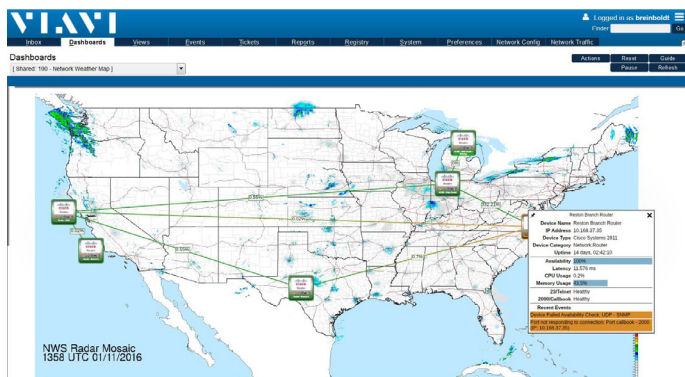 VIAVI
Logged in as breinboldt
Finder
Go
Inbox Dashboards Views Events Tickets Reports Registry System Preferences Network Config Network Traffic
Dashboards
Actions Reset Guide
[ Shared: 190 - Network Weather Map ]
Pause Refresh
Reston Branch Router
Device Name Reston Branch Router
IP Address 10.168.37.35
Device Type Cisco Systems 2811
Device Category Network.Router
Uptime 14 days, 02:42:10
Availability 100%
Latency 11.576 ms
CPU Usage 0.2%
Memory Usage 63.5%
23/Telnet Healthy
2000/Callbook Healthy
Recent Events
Device Failed Availability Check: UDP - SNMP
Port not responding to connection: Port callbook - 2000
(IP: 10.168.37.35)
NWS Radar Mosaic
1358 UTC 01/11/2016